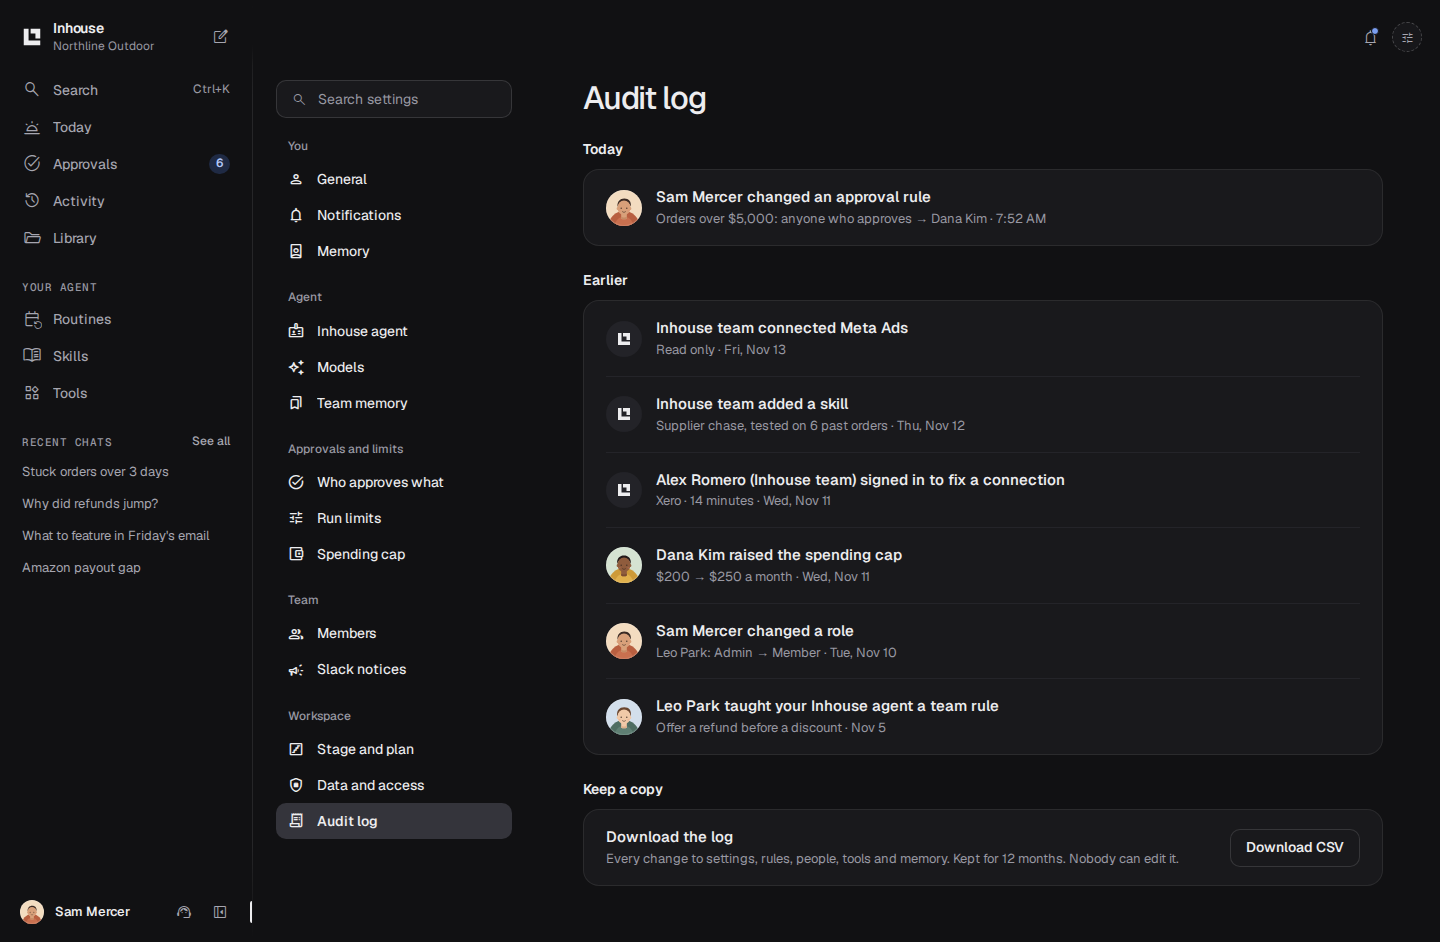 Inhouse
Northline Outdoor
Search
Ctrl+K
Today
Approvals
6
Activity
Library
YOUR AGENT
Routines
Skills
Tools
RECENT CHATS
See all
Stuck orders over 3 days
Why did refunds jump?
What to feature in Friday's email
Amazon payout gap
Sam Mercer
Search settings
You
General
Notifications
Memory
Agent
Inhouse agent
Models
Team memory
Approvals and limits
Who approves what
Run limits
Spending cap
Team
Members
Slack notices
Workspace
Stage and plan
Data and access
Audit log
Audit log
Today
Sam Mercer changed an approval rule
Orders over $5,000: anyone who approves → Dana Kim · 7:52 AM
Earlier
Inhouse team connected Meta Ads
Read only · Fri, Nov 13
Inhouse team added a skill
Supplier chase, tested on 6 past orders · Thu, Nov 12
Alex Romero (Inhouse team) signed in to fix a connection
Xero · 14 minutes · Wed, Nov 11
Dana Kim raised the spending cap
$200 → $250 a month · Wed, Nov 11
Sam Mercer changed a role
Leo Park: Admin → Member · Tue, Nov 10
Leo Park taught your Inhouse agent a team rule
Offer a refund before a discount · Nov 5
Keep a copy
Download the log
Every change to settings, rules, people, tools and memory. Kept for 12 months. Nobody can edit it.
Download CSV